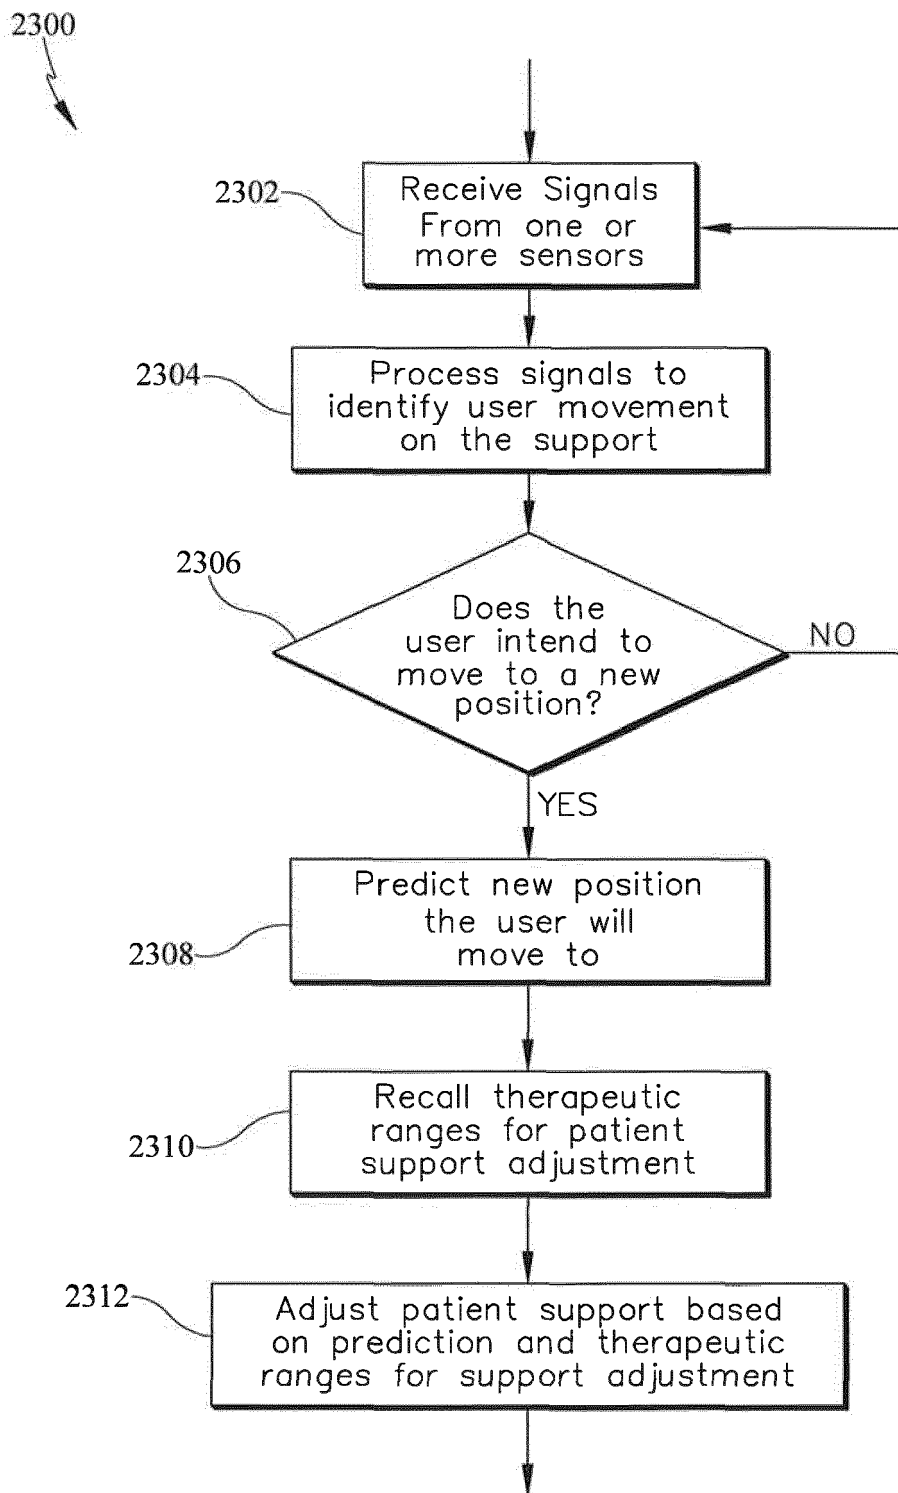 2300
2302
Receive Signals
From one or
more sensors
2304
Process signals to
identify user movement
on the support
2306
Does the
user intend to
move to a new
position?
NO
YES
Predict new position
the user will
move to
2308
Recall therapeutic
ranges for patient
support adjustment
2310
2312
Adjust patient support based
on prediction and therapeutic
ranges for support adjustment